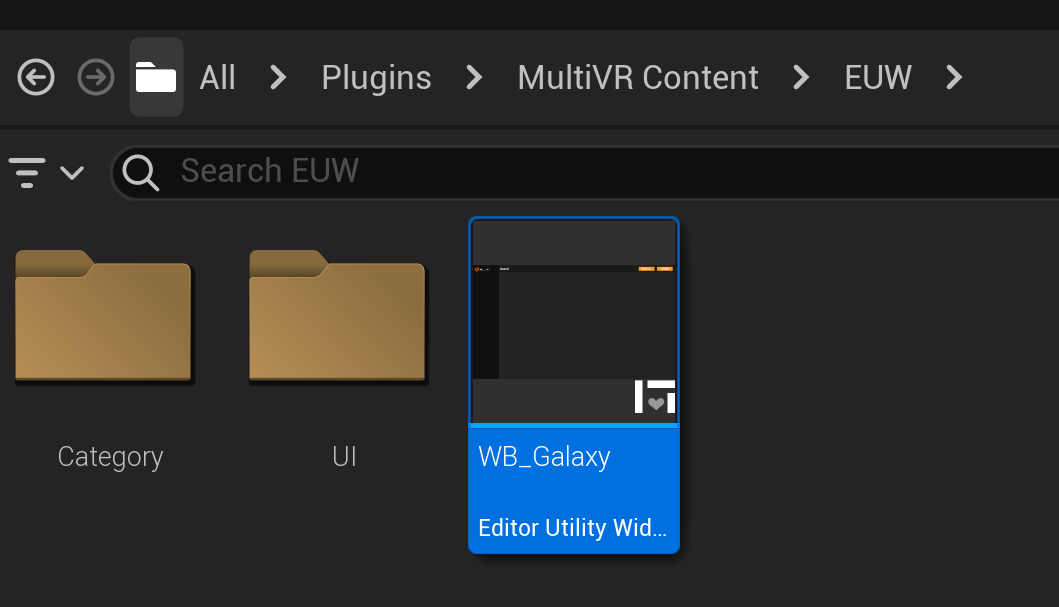 All Plugins MultiVR Content EUW
Search EUW
Category
UI
WB_Galaxy
Editor Utility Wid...